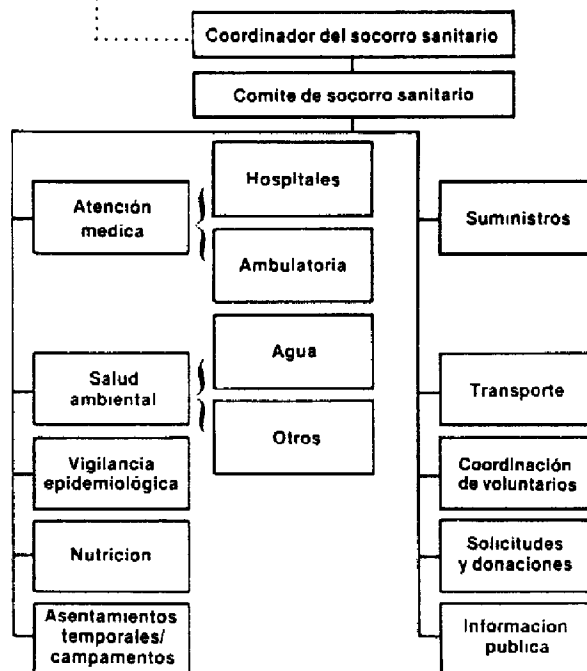 Coordinador del socorro sanitario
Comite de socorro sanitario
Hospitales
Atención
medica
Suministros
Ambulatoria
Agua
Salud
ambiental
Transporte
Otros
Vigilancia
epidemiológica
Coordinación
de voluntarios
Nutricion
Solicitudes
y donaciones
Asentamientos
temporales/
campamentos
Informacion
publica